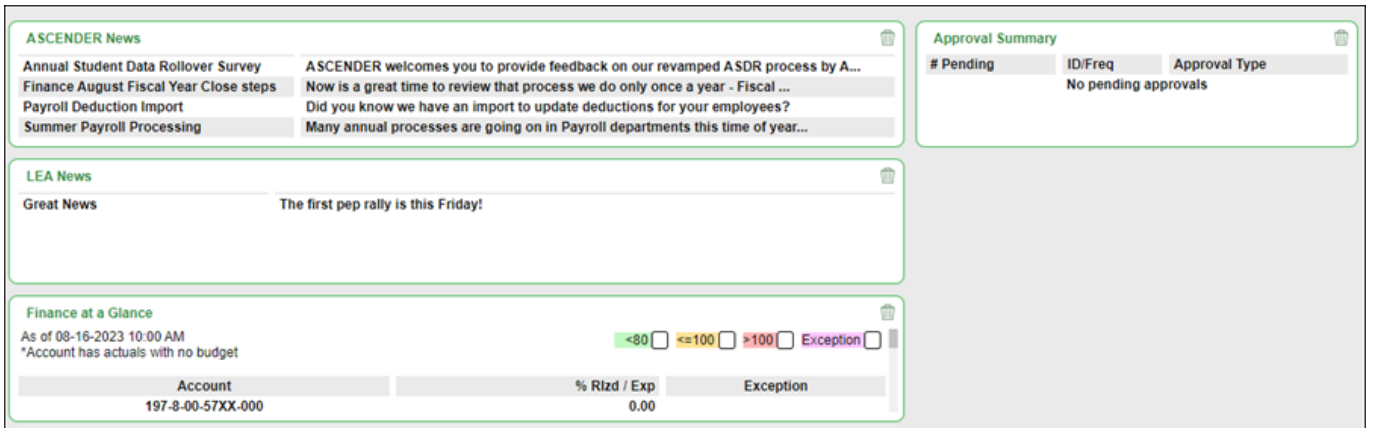 ASCENDER News
Annual Student Data Rollover Survey ASCENDER welcomes you to provide feedback on our revamped ASDR process by A...
Finance August Fiscal Year Close steps Now is a great time to review that process we do only once a year - Fiscal ...
Payroll Deduction Import Did you know we have an import to update deductions for your employees?
Summer Payroll Processing Many annual processes are going on in Payroll departments this time of year...
Approval Summary
# Pending ID/Freq Approval Type
No pending approvals
LEA News
Great News The first pep rally is this Friday!
Finance at a Glance
As of 08-16-2023 10:00 AM
*Account has actuals with no budget
<80 <=100 >100 Exception
Account % Rlzd / Exp Exception
197-8-00-57XX-000 0.00